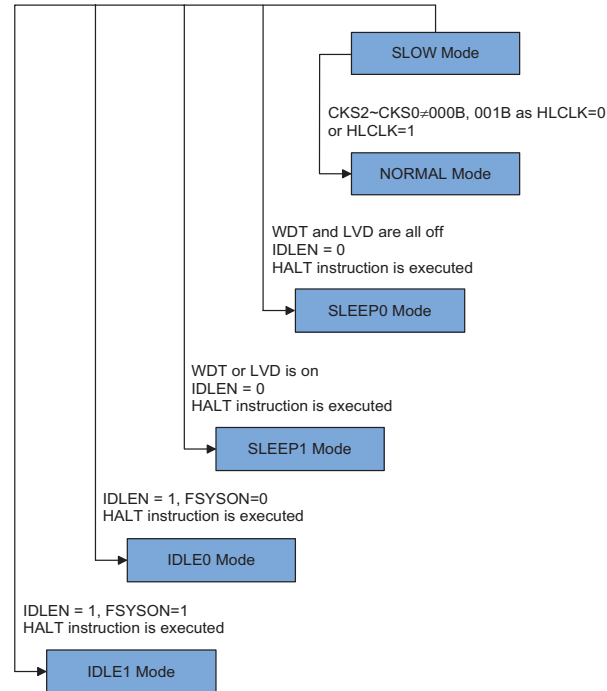 SLOW Mode
CKS2~CKS0≠000B, 001B as HLCLK=0
or HLCLK=1
NORMAL Mode
WDT and LVD are all off
IDLEN = 0
HALT instruction is executed
SLEEP0 Mode
WDT or LVD is on
IDLEN = 0
HALT instruction is executed
SLEEP1 Mode
IDLEN = 1, FSYSON=0
HALT instruction is executed
IDLE0 Mode
IDLEN = 1, FSYSON=1
HALT instruction is executed
IDLE1 Mode